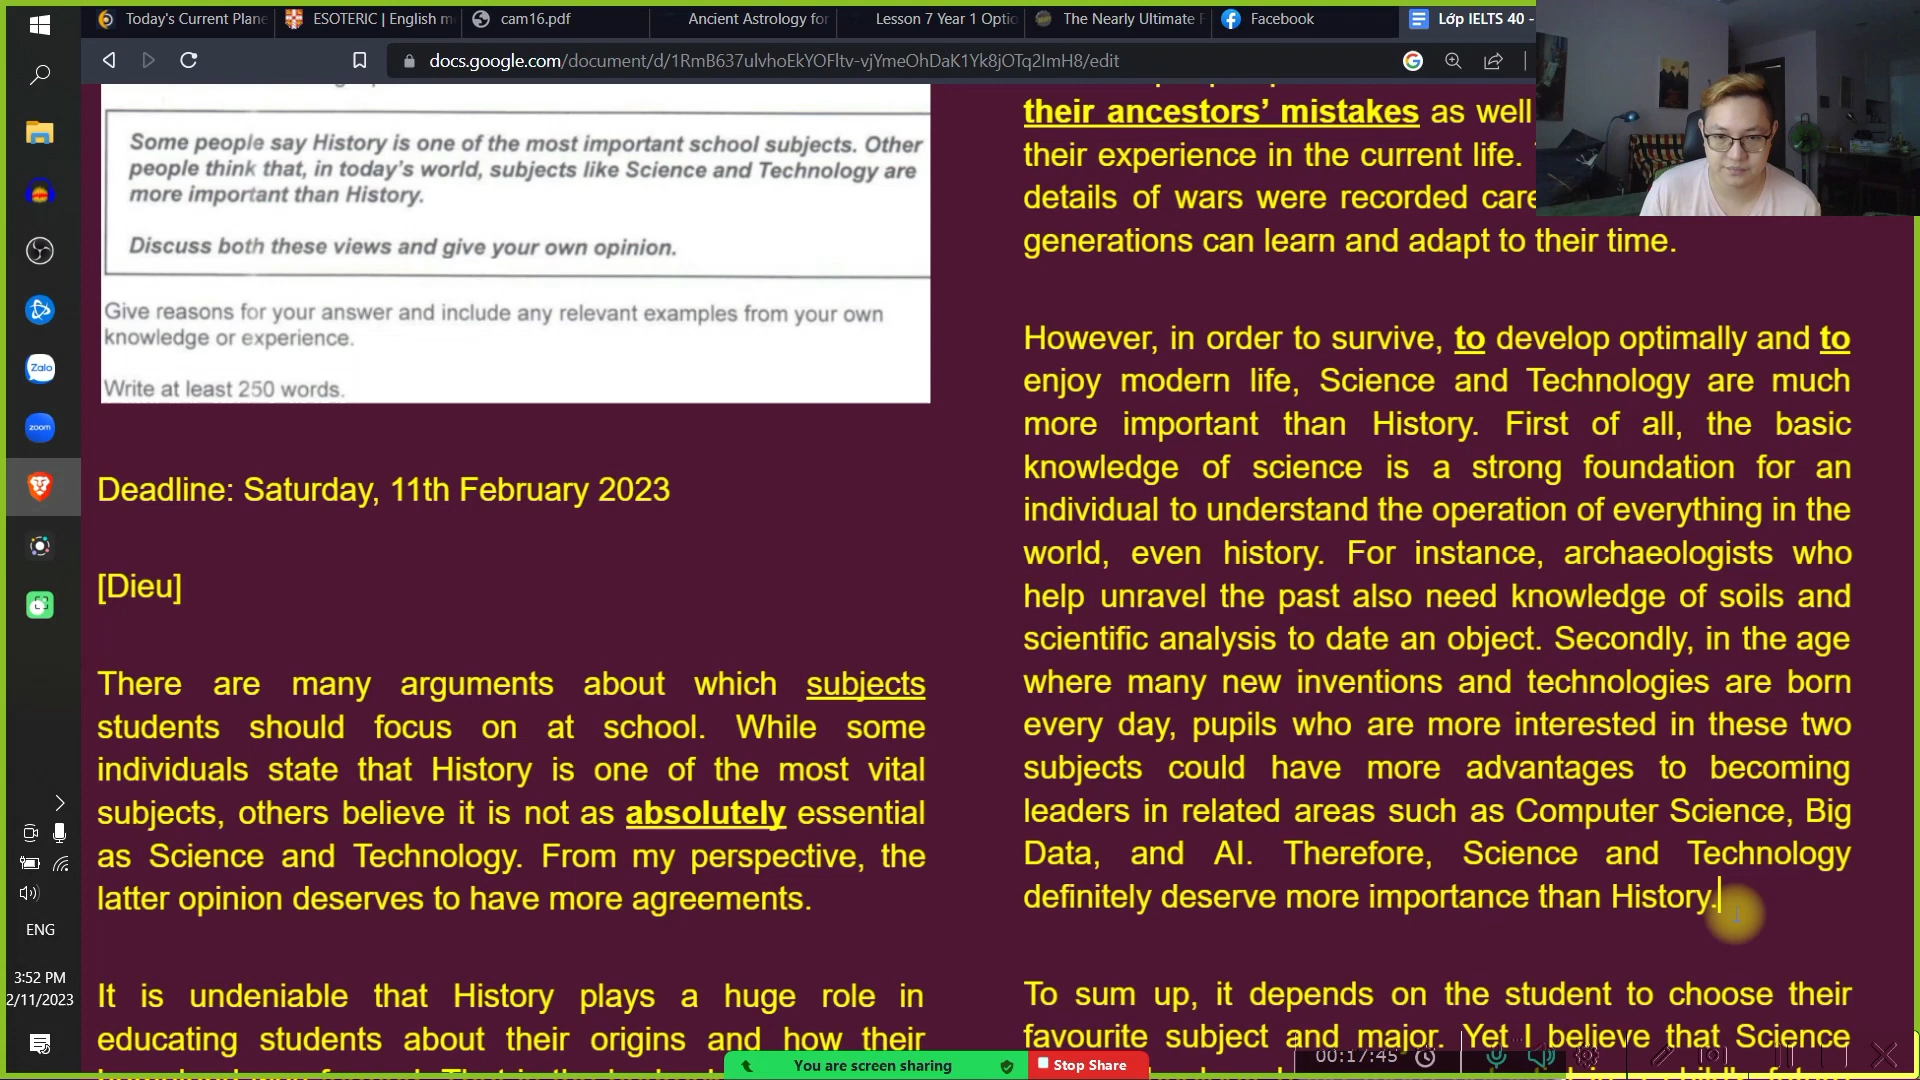 Today's Current Plane
ESOTERIC | English m
cam16.pdf
Ancient Astrology for
Lesson 7 Year 1 Optio
The Nearly Ultimate F
Facebook
Lớp IELTS 40 -
docs.google.com/document/d/1RmB637ulvhoEkYOFltv-vjYmeOhDaK1Yk8jOTq2ImH8/edit
Some people say History is one of the most important school subjects. Other
people think that, in today's world, subjects like Science and Technology are
more important than History.
Discuss both these views and give your own opinion.
Give reasons for your answer and include any relevant examples from your own
knowledge or experience.
Write at least 250 words.
Deadline: Saturday, 11th February 2023
[Dieu]
There are many arguments about which subjects
students should focus on at school. While some
individuals state that History is one of the most vital
subjects, others believe it is not as absolutely essential
as Science and Technology. From my perspective, the
latter opinion deserves to have more agreements.
It is undeniable that History plays a huge role in
educating students about their origins and how their
their ancestors' mistakes as well
their experience in the current life.
details of wars were recorded care
generations can learn and adapt to their time.
However, in order to survive, to develop optimally and to
enjoy modern life, Science and Technology are much
more important than History. First of all, the basic
knowledge of science is a strong foundation for an
individual to understand the operation of everything in the
world, even history. For instance, archaeologists who
help unravel the past also need knowledge of soils and
scientific analysis to date an object. Secondly, in the age
where many new inventions and technologies are born
every day, pupils who are more interested in these two
subjects could have more advantages to becoming
leaders in related areas such as Computer Science, Big
Data, and AI. Therefore, Science and Technology
definitely deserve more importance than History.
To sum up, it depends on the student to choose their
favourite subject and major. Yet I believe that Science
Zalo
zoom
ENG
3:52 PM
2/11/2023
You are screen sharing
Stop Share
00:17:45